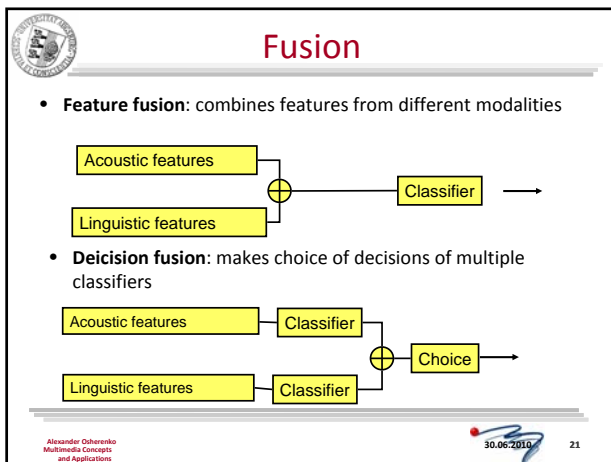 Fusion
• Feature fusion: combines features from different modalities
Acoustic features
Classifier
Linguistic features
• Deicision fusion: makes choice of decisions of multiple
classifiers
Acoustic features
Classifier
Choice
Linguistic features
Classifier
Alexander Osherenko
Multimedia Concepts
and Applications
30.06.2010
21